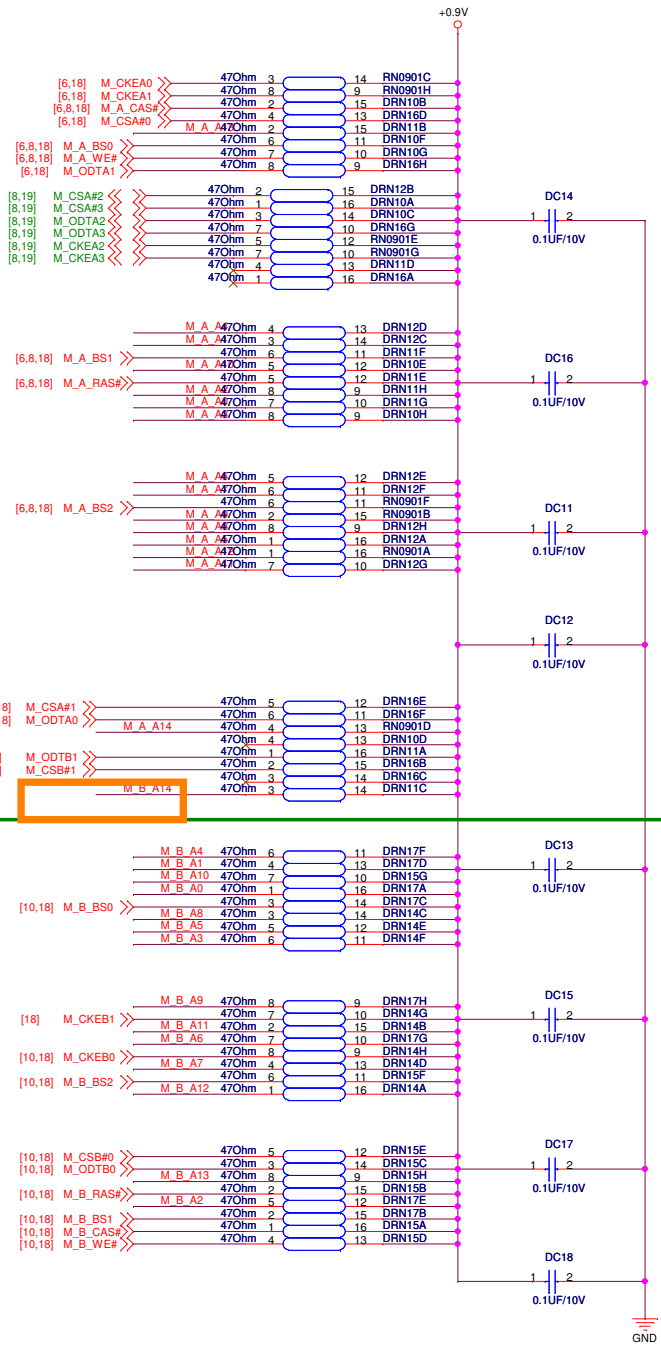 +0.9V
[6,18] M_CKEA0 47Ohm 3 14 RN0901C
[6,18] M_CKEA1 47Ohm 8 9 RN0901H
[6,8,18] M_A_CAS# 47Ohm 2 15 DRN10B
[6,18] M_CSA#0 47Ohm 4 13 DRN16D
47Ohm 2 15 DRN11B
[6,8,18] M_A_BS0 47Ohm 6 11 DRN10F
[6,8,18] M_A_WE# 47Ohm 7 10 DRN10G
[6,18] M_ODTA1 47Ohm 8 9 DRN16H
[8,19] M_CSA#2 47Ohm 2 15 DRN12B
[8,19] M_CSA#3 47Ohm 1 16 DRN10A
[8,19] M_ODTA2 47Ohm 3 14 DRN10C
[8,19] M_ODTA3 47Ohm 7 10 DRN16G
[8,19] M_CKEA2 47Ohm 5 12 RN0901E
[8,19] M_CKEA3 47Ohm 7 10 RN0901G
47Ohm 4 13 DRN11D
47Ohm 1 16 DRN16A
DC14
1 2
0.1UF/10V
47Ohm 4 13 DRN12D
47Ohm 3 14 DRN12C
[6,8,18] M_A_BS1 47Ohm 6 11 DRN11F
47Ohm 5 12 DRN10E
[6,8,18] M_A_RAS# 47Ohm 5 12 DRN11E
47Ohm 8 9 DRN11H
47Ohm 7 10 DRN11G
47Ohm 8 9 DRN10H
DC16
1 2
0.1UF/10V
47Ohm 5 12 DRN12E
47Ohm 6 11 DRN12F
[6,8,18] M_A_BS2 47Ohm 6 11 RN0901F
47Ohm 2 15 RN0901B
47Ohm 8 9 DRN12H
47Ohm 1 16 DRN12A
47Ohm 1 16 RN0901A
47Ohm 7 10 DRN12G
DC11
1 2
0.1UF/10V
DC12
1 2
0.1UF/10V
8] M_CSA#1 47Ohm 5 12 DRN16E
8] M_ODTA0 47Ohm 6 11 DRN16F
M_A_A14 47Ohm 4 13 RN0901D
47Ohm 4 13 DRN10D
] M_ODTB1 47Ohm 1 16 DRN11A
] M_CSB#1 47Ohm 2 15 DRN16B
47Ohm 3 14 DRN16C
M_B_A14 47Ohm 3 14 DRN11C
M_B_A4 47Ohm 6 11 DRN17F
M_B_A1 47Ohm 4 13 DRN17D
M_B_A10 47Ohm 7 10 DRN15G
M_B_A0 47Ohm 1 16 DRN17A
[10,18] M_B_BS0 47Ohm 3 14 DRN17C
M_B_A8 47Ohm 3 14 DRN14C
M_B_A5 47Ohm 5 12 DRN14E
M_B_A3 47Ohm 6 11 DRN14F
DC13
1 2
0.1UF/10V
M_B_A9 47Ohm 8 9 DRN17H
[18] M_CKEB1 47Ohm 7 10 DRN14G
M_B_A11 47Ohm 2 15 DRN14B
M_B_A6 47Ohm 7 10 DRN17G
[10,18] M_CKEB0 47Ohm 8 9 DRN14H
M_B_A7 47Ohm 4 13 DRN14D
[10,18] M_B_BS2 47Ohm 6 11 DRN15F
M_B_A12 47Ohm 1 16 DRN14A
DC15
1 2
0.1UF/10V
[10,18] M_CSB#0 47Ohm 5 12 DRN15E
[10,18] M_ODTB0 47Ohm 3 14 DRN15C
M_B_A13 47Ohm 8 9 DRN15H
[10,18] M_B_RAS# 47Ohm 2 15 DRN15B
M_B_A2 47Ohm 5 12 DRN17E
[10,18] M_B_BS1 47Ohm 2 15 DRN17B
[10,18] M_B_CAS# 47Ohm 1 16 DRN15A
[10,18] M_B_WE# 47Ohm 4 13 DRN15D
DC17
1 2
0.1UF/10V
DC18
1 2
0.1UF/10V
GND